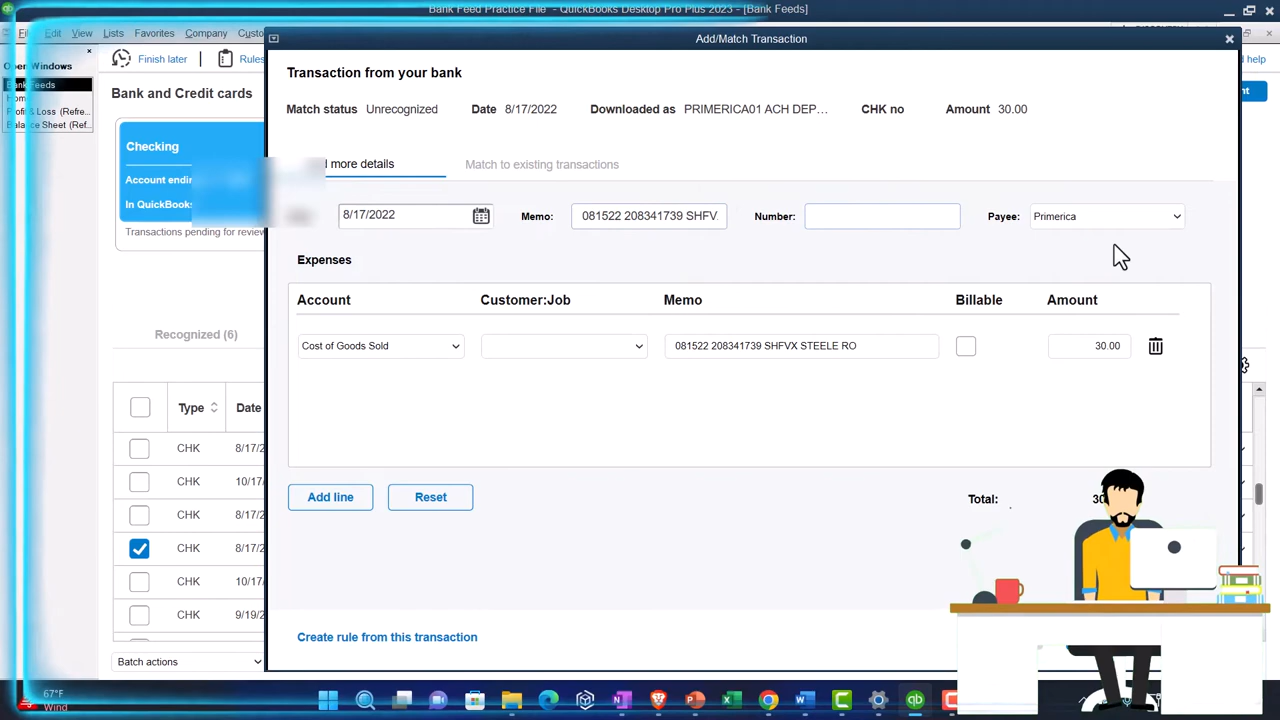 Bank Feed Practice File - QuickBooks Desktop Pro Plus 2023 - [Bank Feeds]
Edit View Lists Favorites Company
Add/Match Transaction
Open Windows
Bank Feeds
Profit & Loss (Refre...
Balance Sheet (Ref...
Finish later
Rules
help
Bank and Credit cards
Checking
Account
In QuickBooks
Transactions pending for review
Transaction from your bank
Match status Unrecognized Date 8/17/2022 Downloaded as PRIMERICA01 ACH DEP... CHK no Amount 30.00
more details
Match to existing transactions
8/17/2022
Memo: 081522 208341739 SHFV
Number:
Payee: Primerica
Expenses
Account Customer:Job Memo Billable Amount
Cost of Goods Sold 081522 208341739 SHFVX STEELE RO 30.00
Recognized (6)
Type Date
CHK 8/17/2
CHK 10/17/
CHK 8/17/2
CHK 8/17/2
CHK 10/17/
CHK 9/19/2
Add line Reset
Total:
Create rule from this transaction
Batch actions
67°F
Wind